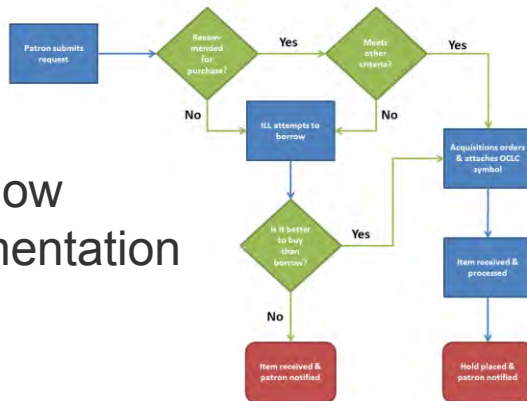 Patron submits
request
Recom-
mended
for
purchase?
Yes
Meets
other
criteria?
Yes
No
No
ILL attempts to
borrow
Acquisitions orders
& attaches OCLC
symbol
Is it better
to buy
than
borrow?
Yes
Item received &
processed
No
Item received &
patron notified
Hold placed &
patron notified
ow
mentation